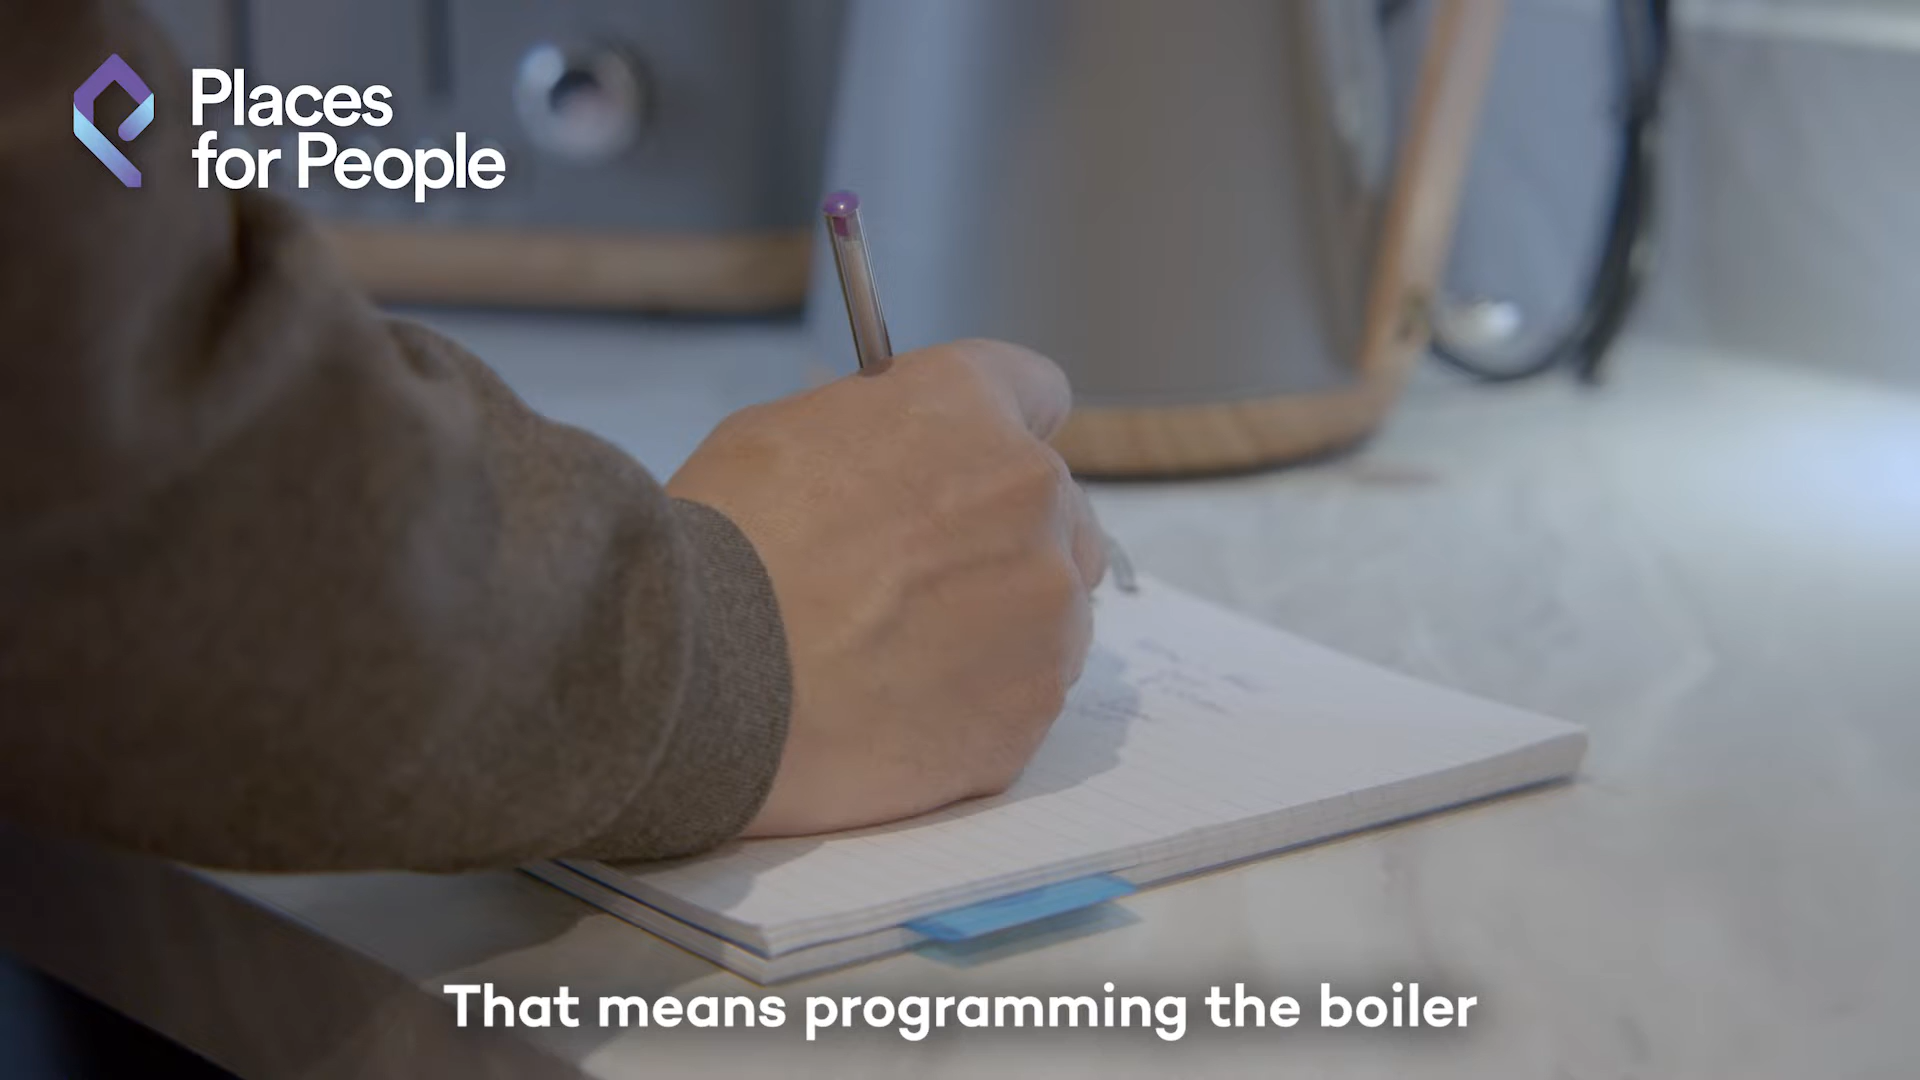 Places
for People
That means programming the boiler